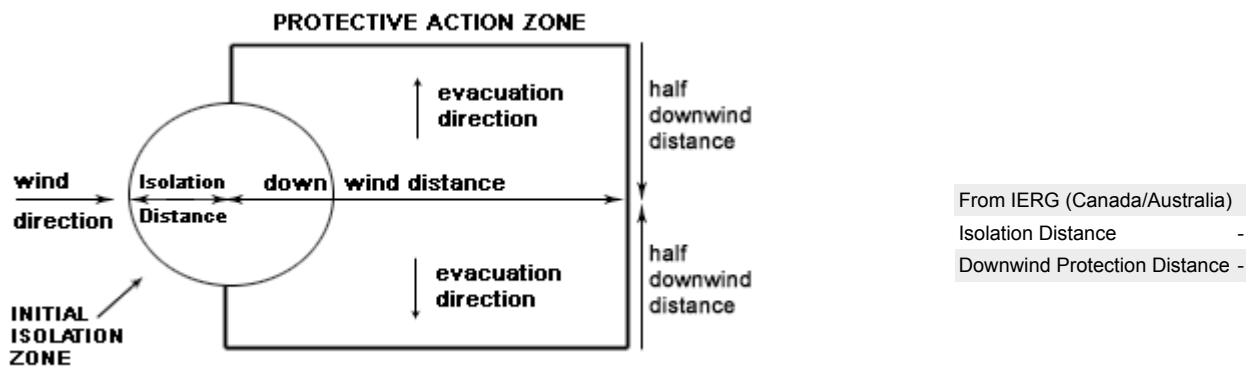 PROTECTIVE ACTION ZONE
evacuation
direction
half
downwind
distance
wind
direction
Isolation
Distance
down wind distance
evacuation
direction
half
downwind
distance
INITIAL
ISOLATION
ZONE
From IERG (Canada/Australia)
Isolation Distance -
Downwind Protection Distance -